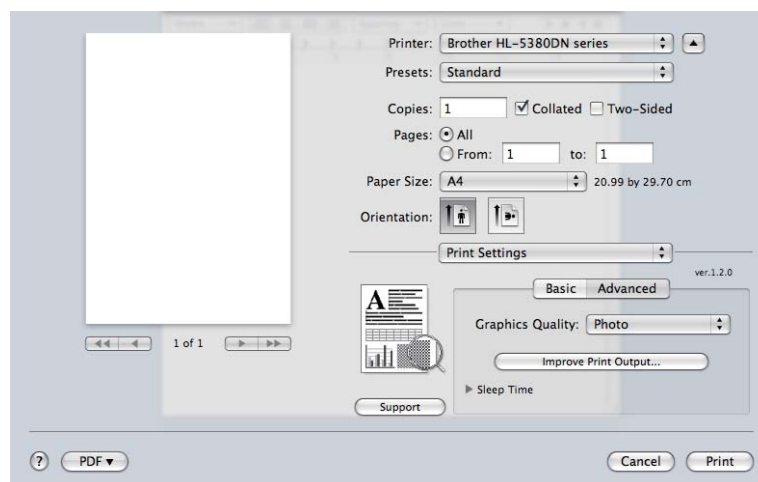 Printer: Brother HL-5380DN series
Presets: Standard
Copies: 1 Collated Two-Sided
Pages: All
From: 1 to: 1
Paper Size: A4 20.99 by 29.70 cm
Orientation:
Print Settings
ver.1.2.0
Basic Advanced
A
Graphics Quality: Photo
1 of 1
Improve Print Output...
Sleep Time
Support
? PDF▼ Cancel Print